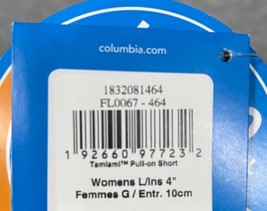 columbia.com
1832081464
FL0067 - 464
1 92660 97723 2
Tamiami™ Pull-on Short
Womens L/Ins 4"
Femmes G / Entr. 10cm